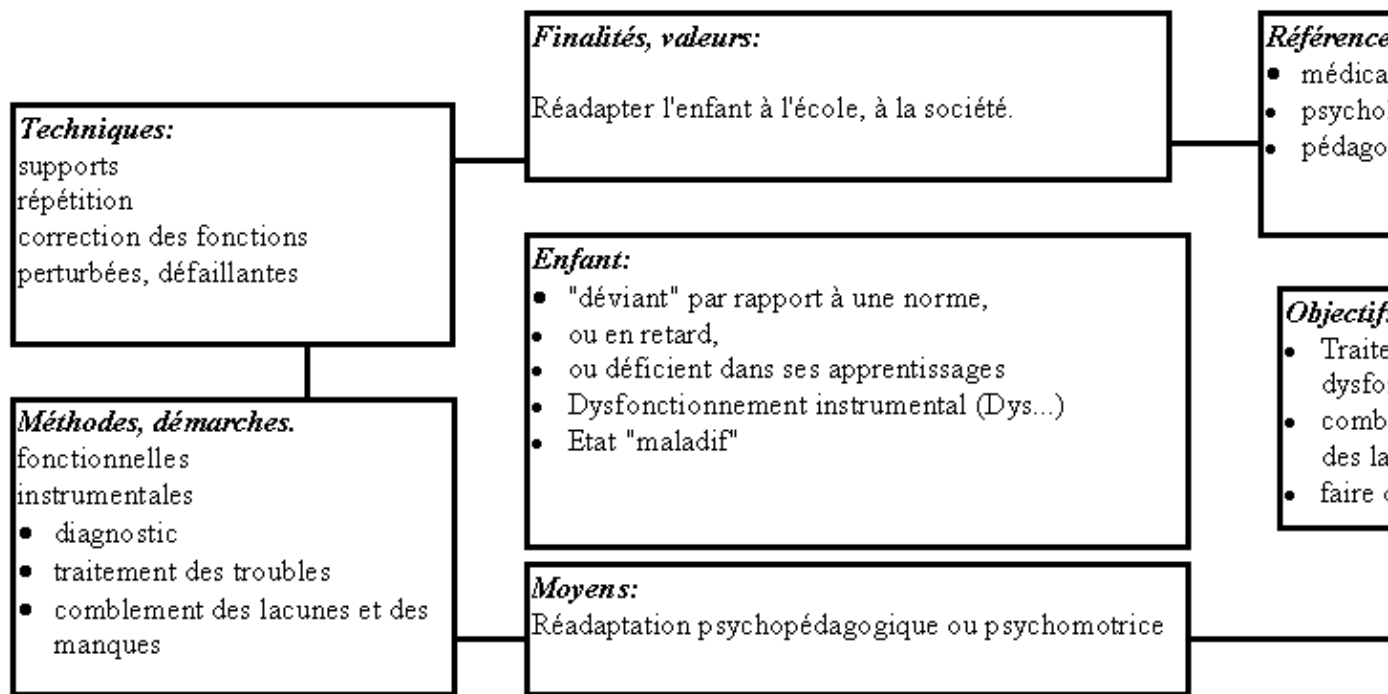 Finalités, valeurs:
Réadapter l'enfant à l'école, à la société.
Techniques:
supports
répétition
correction des fonctions
perturbées, défaillantes
Enfant:
• "déviant" par rapport à une norme,
• ou en retard,
• ou déficient dans ses apprentissages
• Dysfonctionnement instrumental (Dys...)
• Etat "maladif"
Méthodes, démarches.
fonctionnelles
instrumentales
• diagnostic
• traitement des troubles
• comblement des lacunes et des
manques
Moyens:
Réadaptation psychopédagogique ou psychomotrice
•
•
•
•
• 
des
• faire